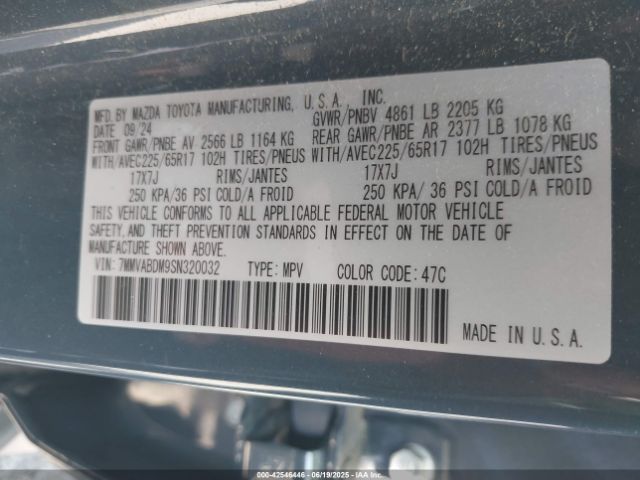 MFD. BY MAZDA TOYOTA MANUFACTURING, U.S.A., INC.
DATE 09/24 GVWR/PNBV 4861 LB 2205 KG
FRONT GAWR/PNBE AV 2566 LB 1164 KG REAR GAWR/PNBE AR 2377 LB 1078 KG
WITH/AVEC225/65R17 102H TIRES/PNEUS WITH/AVEC225/65R17 102H TIRES/PNEUS
17X7J RIMS/JANTES 17X7J RIMS/JANTES
250 KPA/36 PSI COLD/A FROID 250 KPA/ 36 PSI COLD/A FROID
THIS VEHICLE CONFORMS TO ALL APPLICABLE FEDERAL MOTOR VEHICLE
SAFETY, AND THEFT PREVENTION STANDARDS IN EFFECT ON THE DATE OF
MANUFACTURE SHOWN ABOVE.
VIN: 7MMVABDM9SN320032 TYPE: MPV COLOR CODE: 47C
MADE IN U.S.A.
000-42546446 - 06/19/2025 - IAAI.COM